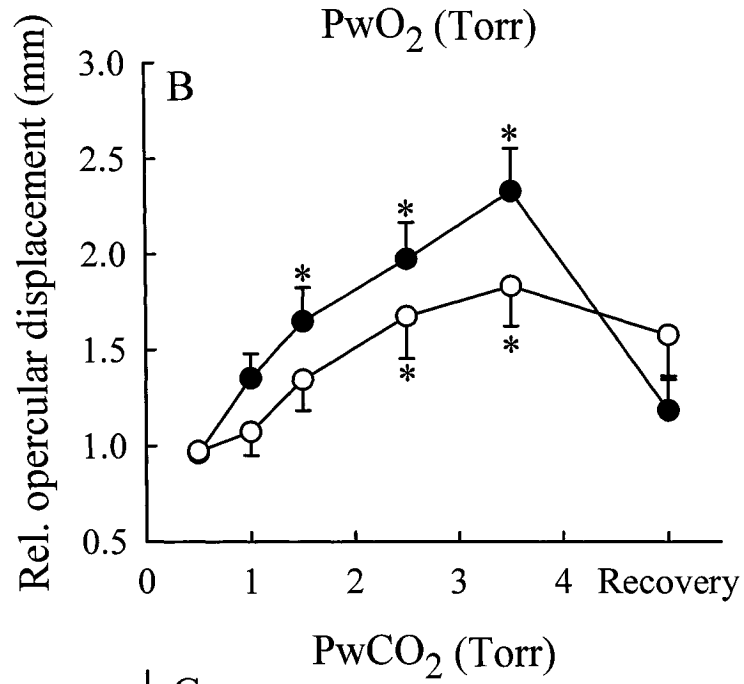 PwO2 (Torr)
Rel. opercular displacement (mm)
B
3.0
2.5
2.0
1.5
1.0
0.5
* * * * *
0 1 2 3 4 Recovery
PwCO2 (Torr)